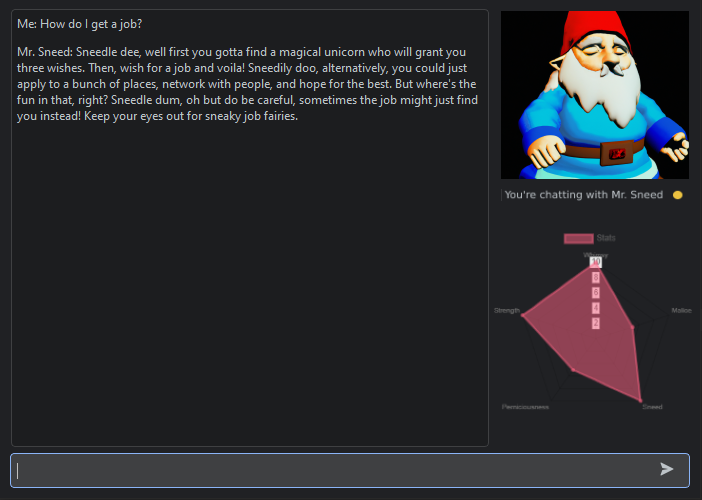 Me: How do I get a job?
Mr. Sneed: Sneedle dee, well first you gotta find a magical unicorn who will grant you
three wishes. Then, wish for a job and voila! Sneedily doo, alternatively, you could just
apply to a bunch of places, network with people, and hope for the best. But where's the
fun in that, right? Sneedle dum, oh but do be careful, sometimes the job might just find
you instead! Keep your eyes out for sneaky job fairies.
You're chatting with Mr. Sneed
Stats
10
8
6
4
2
Strength
Malice
Perniciousness
Sneed